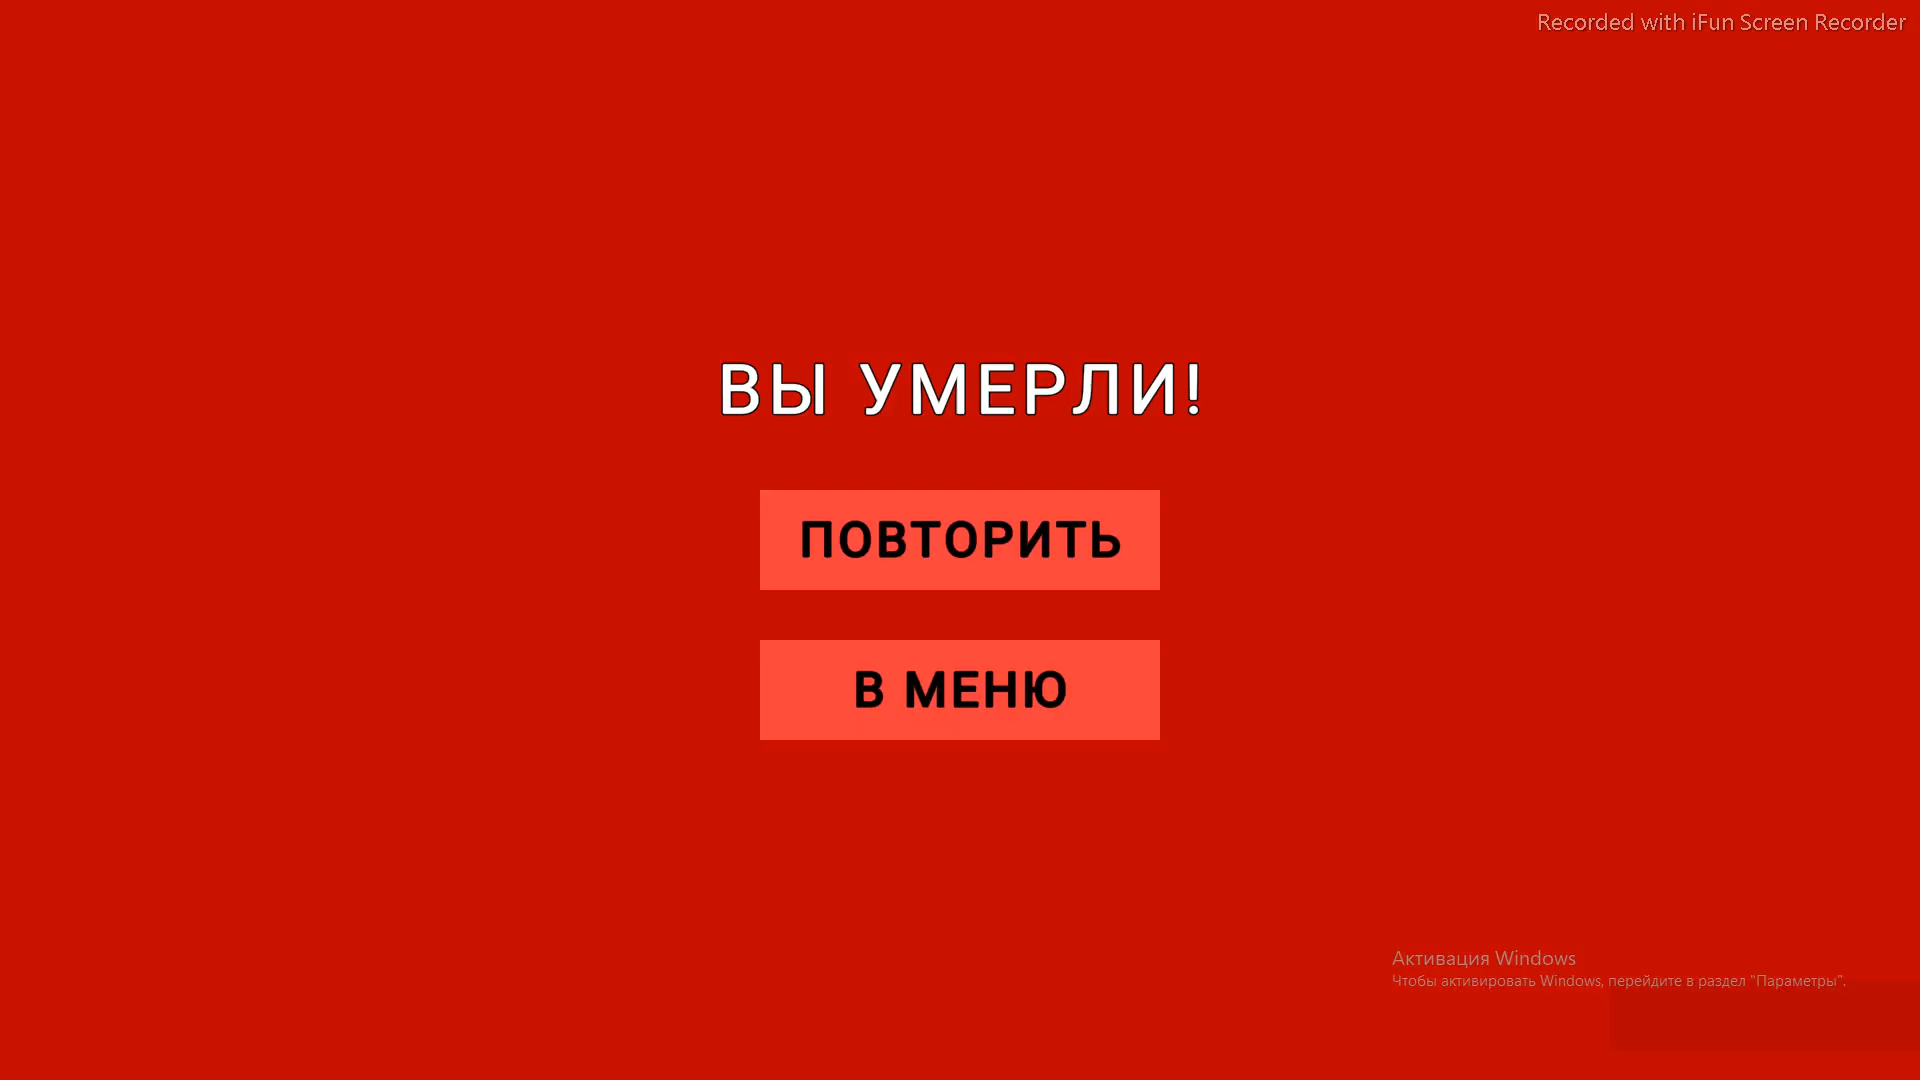 Recorded with iFun Screen Recorder
ВЫ УМЕРЛИ!
ПОВТОРИТЬ
В МЕНЮ
Активация Windows
Чтобы активировать Windows, перейдите в раздел "Параметры".